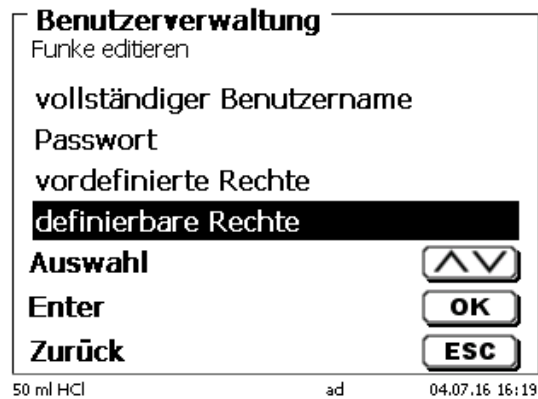 Benutzerverwaltung
Funke editieren
vollständiger Benutzername
Passwort
vordefinierte Rechte
definierbare Rechte
Auswahl
Enter OK
Zurück ESC
50 ml HCl ad 04.07.16 16:19